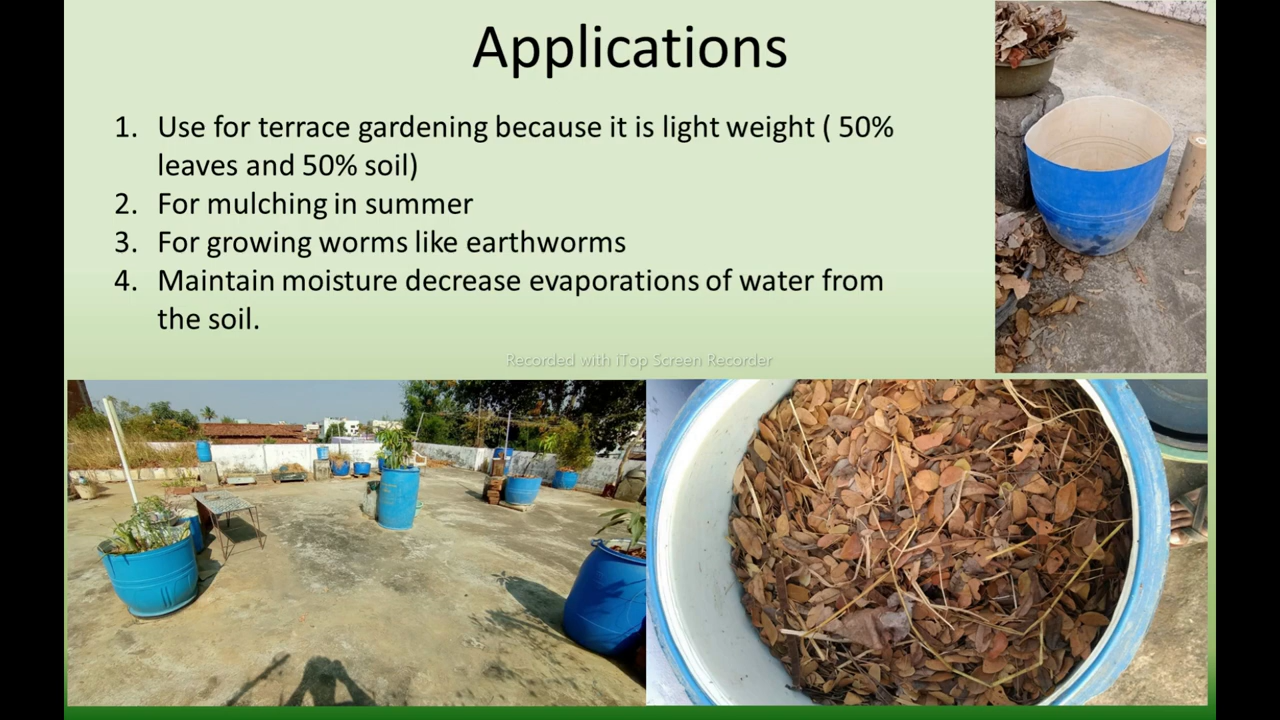 Applications
1. Use for terrace gardening because it is light weight ( 50%
leaves and 50% soil)
2. For mulching in summer
3. For growing worms like earthworms
4. Maintain moisture decrease evaporations of water from
the soil.
Recorded with iTop Screen Recorder